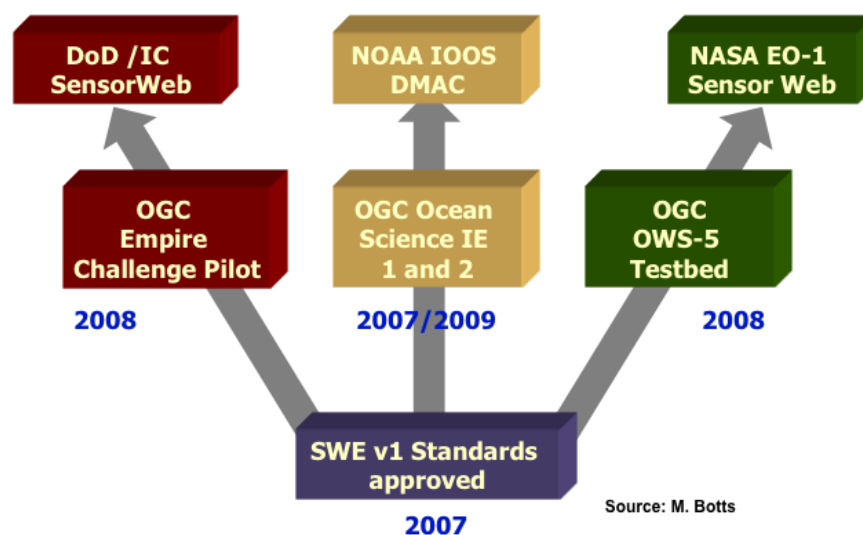 DoD /IC
SensorWeb
NOAA IOOS
DMAC
NASA EO-1
Sensor Web
OGC
Empire
Challenge Pilot
OGC Ocean
Science IE
1 and 2
OGC
OWS-5
Testbed
2008
2007/2009
2008
SWE v1 Standards
approved
Source: M. Botts
2007